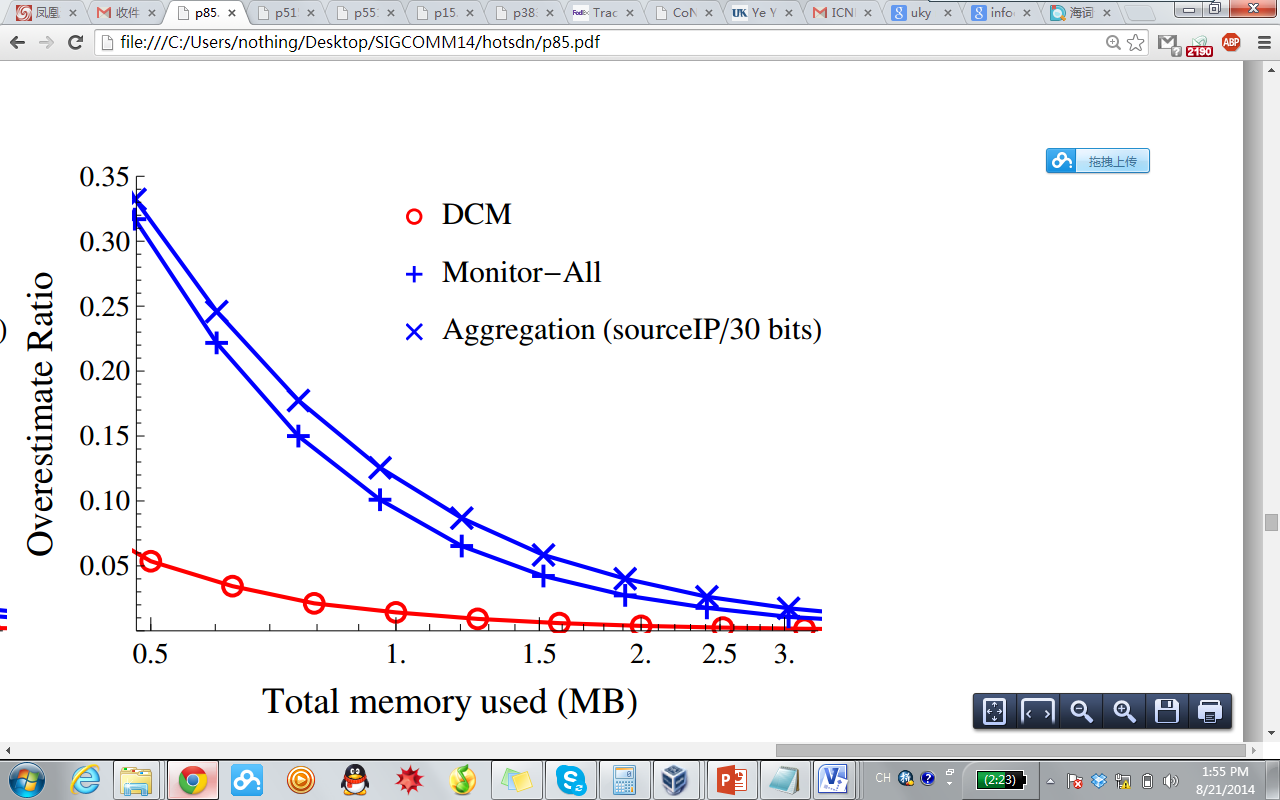 凤凰
收件
p85.
p51
p55
p15.
p38
FedEx Trac
CoN
UK Ye Y
ICNI
uky
info
海词
file:///C:/Users/nothing/Desktop/SIGCOMM14/hotsdn/p85.pdf
ABP
2190
拖拽上传
0.35
0.30
0.25
0.20
0.15
0.10
0.05
)
Overestimate Ratio
DCM
Monitor−All
Aggregation (sourceIP/30 bits)
0.5 1. 1.5 2. 2.5 3.
Total memory used (MB)
CH
(2:23)
1:55 PM
8/21/2014